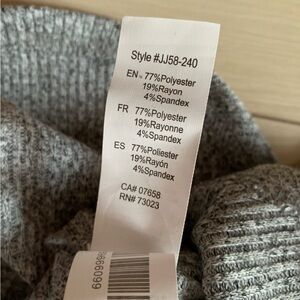 Style #JJ58-240
EN 77%Polyester
19%Rayon
4%Spandex
FR 77%Polyester
19%Rayonne
4%Spandex
ES 77%Poliester
19%Rayón
4%Spandex
CA# 07658
RN# 73023